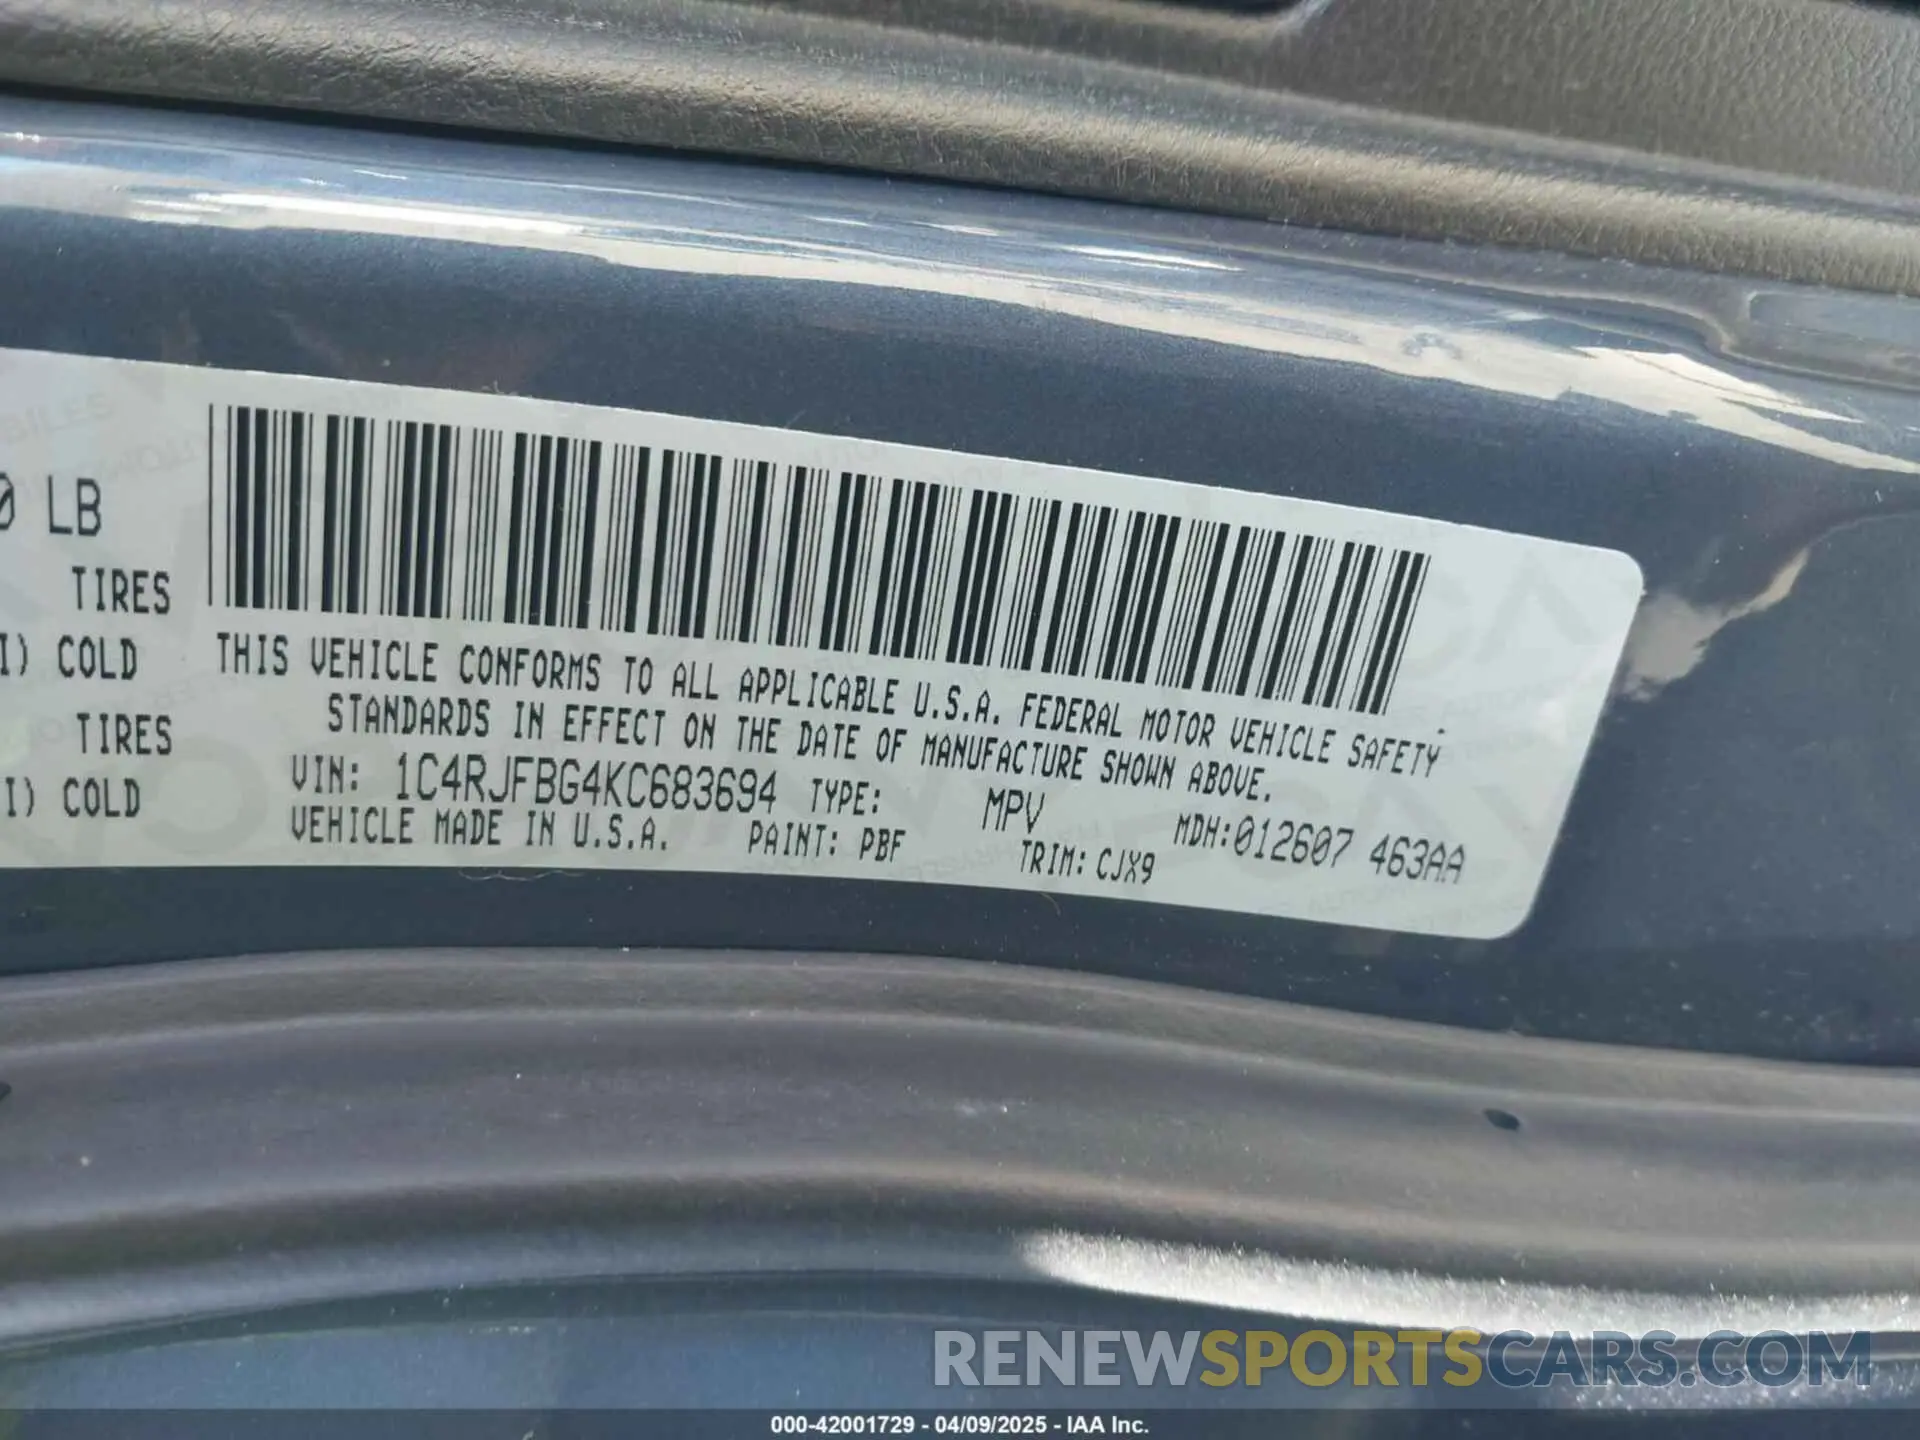 0 LB
TIRES
I) COLD
TIRES
I) COLD
THIS VEHICLE CONFORMS TO ALL APPLICABLE U.S.A. FEDERAL MOTOR VEHICLE SAFETY
STANDARDS IN EFFECT ON THE DATE OF MANUFACTURE SHOWN ABOVE.
VIN: 1C4RJFBG4KC683694 TYPE: MPV MDH:012607 463AA
VEHICLE MADE IN U.S.A. PAINT: PBF TRIM: CJX9
RENEWSPORTSCARS.COM
000-42001729 - 04/09/2025 - IAA Inc.